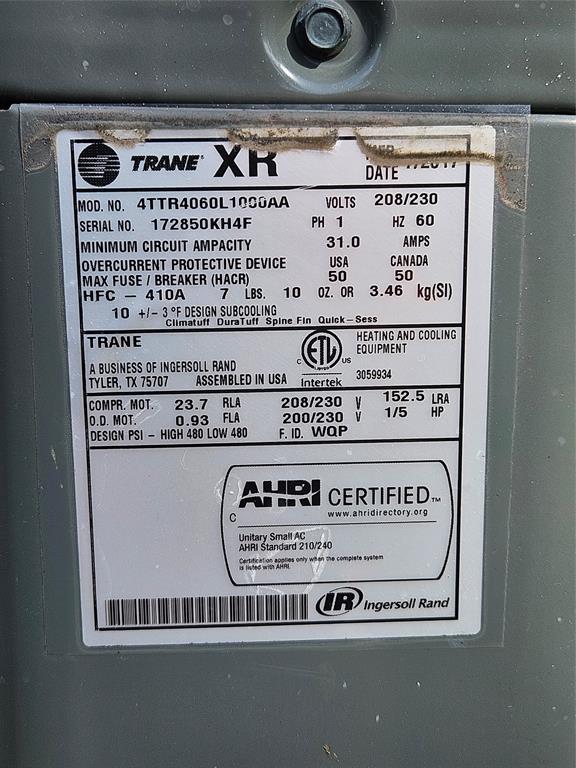 TRANE XR
DATE 7/2017
MOD. NO. 4TTR4060L1000AA VOLTS 208/230
SERIAL NO. 172850KH4F PH 1 HZ 60
MINIMUM CIRCUIT AMPACITY 31.0 AMPS
OVERCURRENT PROTECTIVE DEVICE USA CANADA
MAX FUSE / BREAKER (HACR) 50 50
HFC - 410A 7 LBS. 10 OZ. OR 3.46 kg(SI)
10 +/- 3 °F DESIGN SUBCOOLING
Climatuff DuraTuff Spine Fin Quick-Sess
TRANE
A BUSINESS OF INGERSOLL RAND
TYLER, TX 75707 ASSEMBLED IN USA
C ETL US
LISTED
Intertek
HEATING AND COOLING
EQUIPMENT
3059934
COMPR. MOT. 23.7 RLA 208/230 V 152.5 LRA
O.D. MOT. 0.93 FLA 200/230 V 1/5 HP
DESIGN PSI - HIGH 480 LOW 480 F. ID. WQP
C AHRI CERTIFIED™
www.ahridirectory.org
Unitary Small AC
AHRI Standard 210/240
Certification applies only when the complete system
is listed with AHRI.
IR Ingersoll Rand